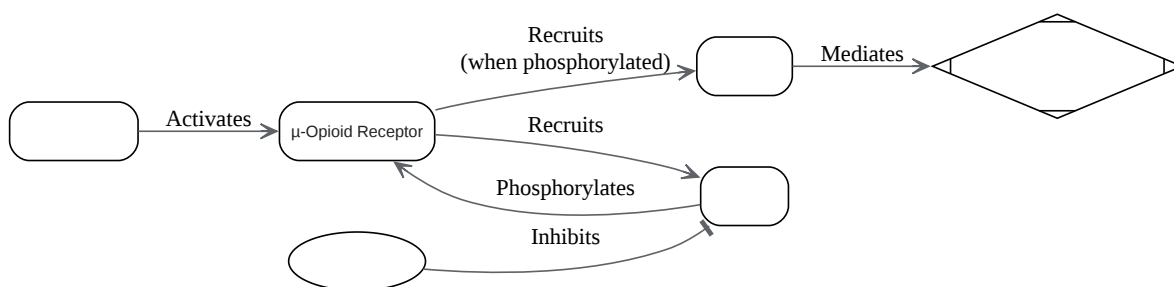 Recruits
(when phosphorylated)
Mediates
Activates
µ-Opioid Receptor
Recruits
Phosphorylates
Inhibits